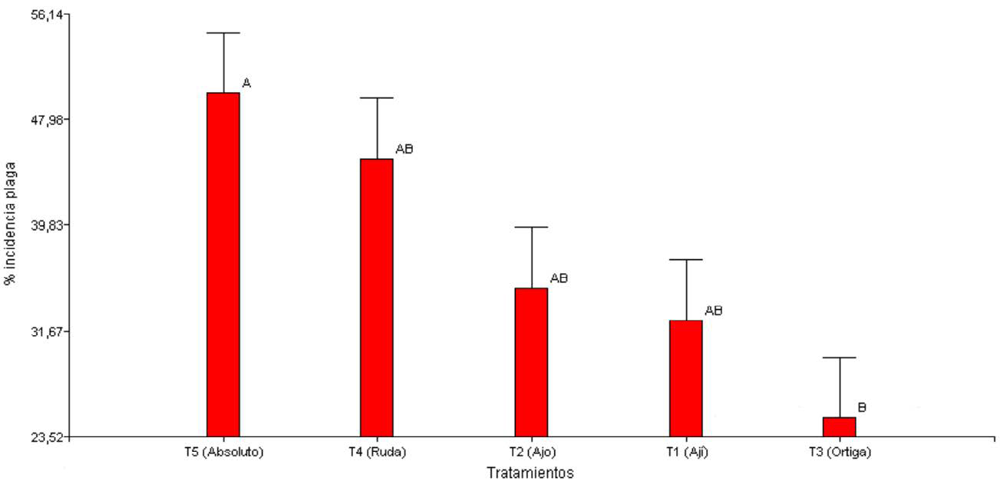 56,14
47,98
39,83
31,67
23,52
% incidencia plaga
A
AB
AB
AB
B
T5 (Absoluto)
T4 (Ruda)
T2 (Ajo)
T1 (Ají)
T3 (Ortiga)
Tratamientos